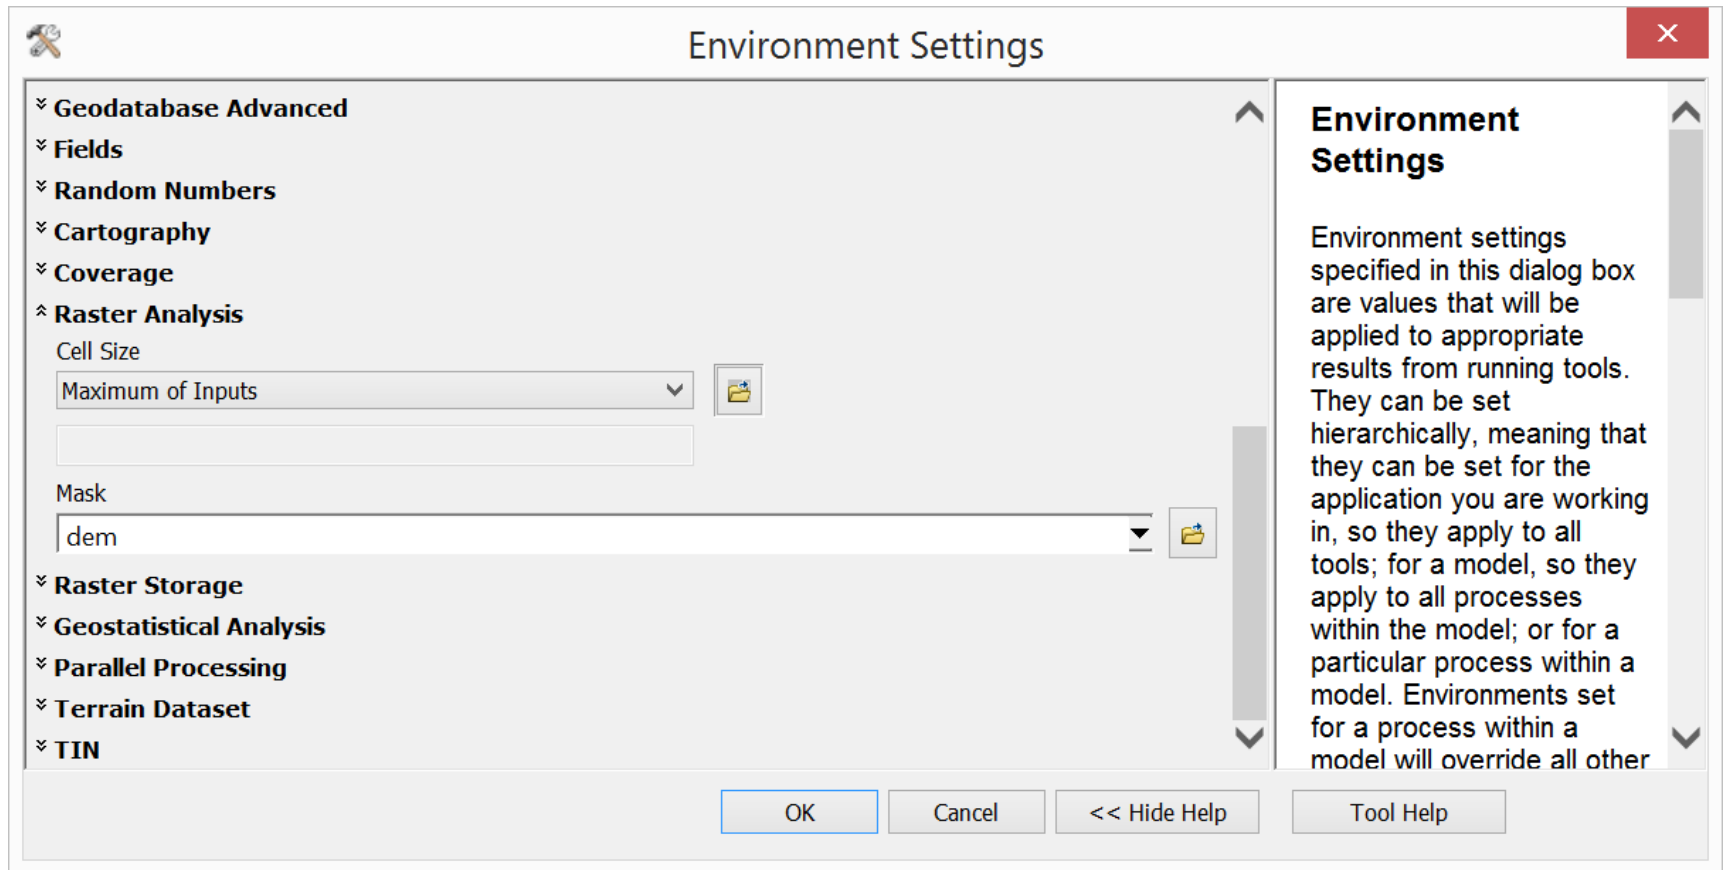 Environment Settings
Geodatabase Advanced
Fields
Random Numbers
Cartography
Coverage
Raster Analysis
Cell Size
Maximum of Inputs
Mask
dem
Raster Storage
Geostatistical Analysis
Parallel Processing
Terrain Dataset
TIN
Environment
Settings
Environment settings
specified in this dialog box
are values that will be
applied to appropriate
results from running tools.
They can be set
hierarchically, meaning that
they can be set for the
application you are working
in, so they apply to all
tools; for a model, so they
apply to all processes
within the model; or for a
particular process within a
model. Environments set
for a process within a
model will override all other
OK
Cancel
<< Hide Help
Tool Help